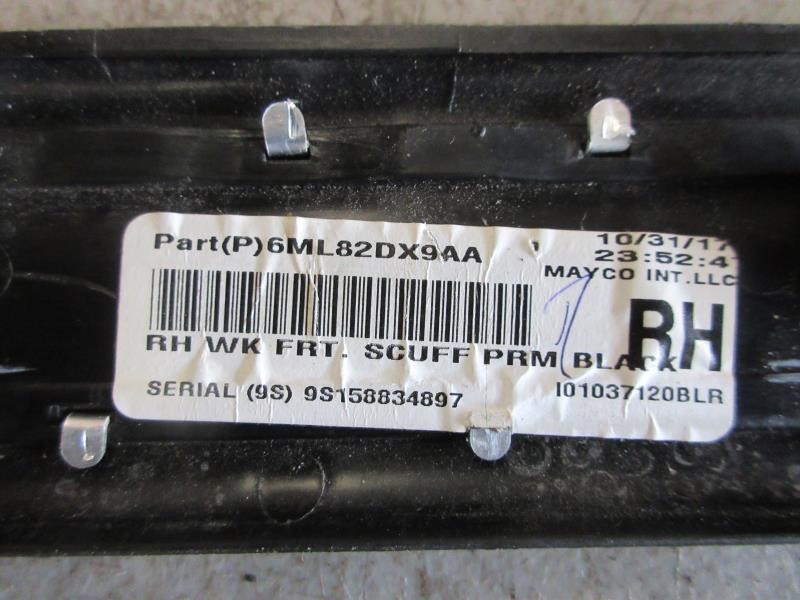 Part(P)6ML82DX9AA
10/31/17
23:52:4
MAYCO INT.LLC
RH
RH WK FRT. SCUFF PRM BLACK
SERIAL (9S) 9S158834897
I01037120BLR